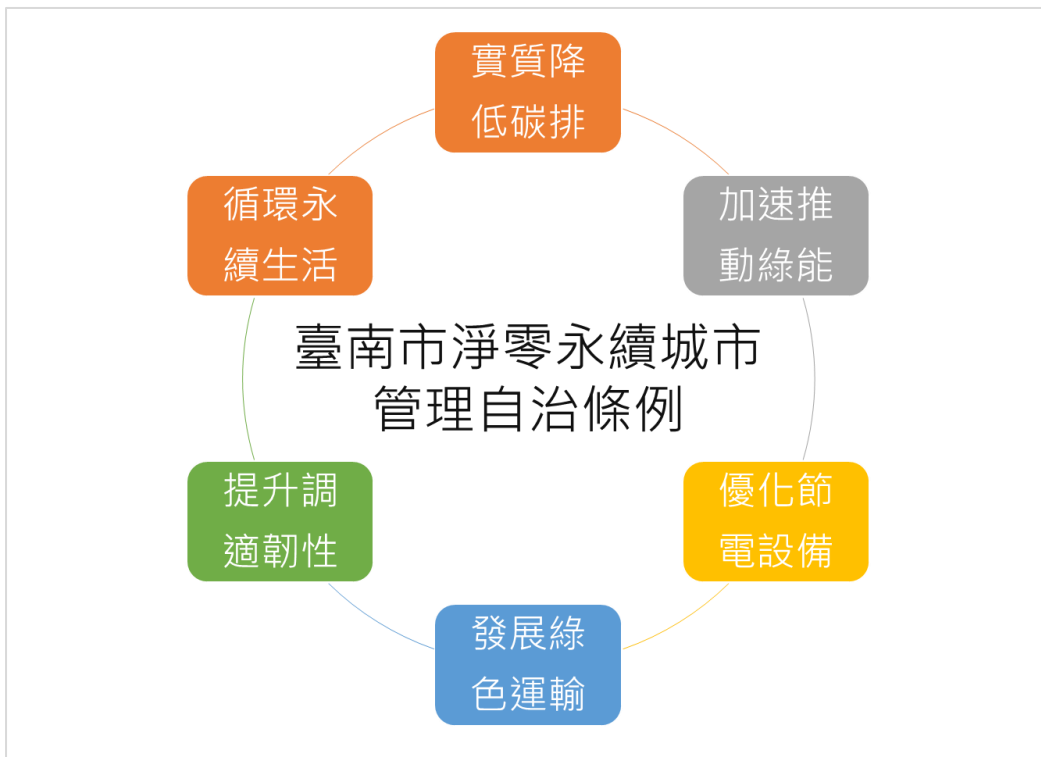 實質降
低碳排
加速推
動綠能
優化節
電設備
發展綠
色運輸
提升調
適韌性
循環永
續生活
臺南市淨零永續城市
管理自治條例